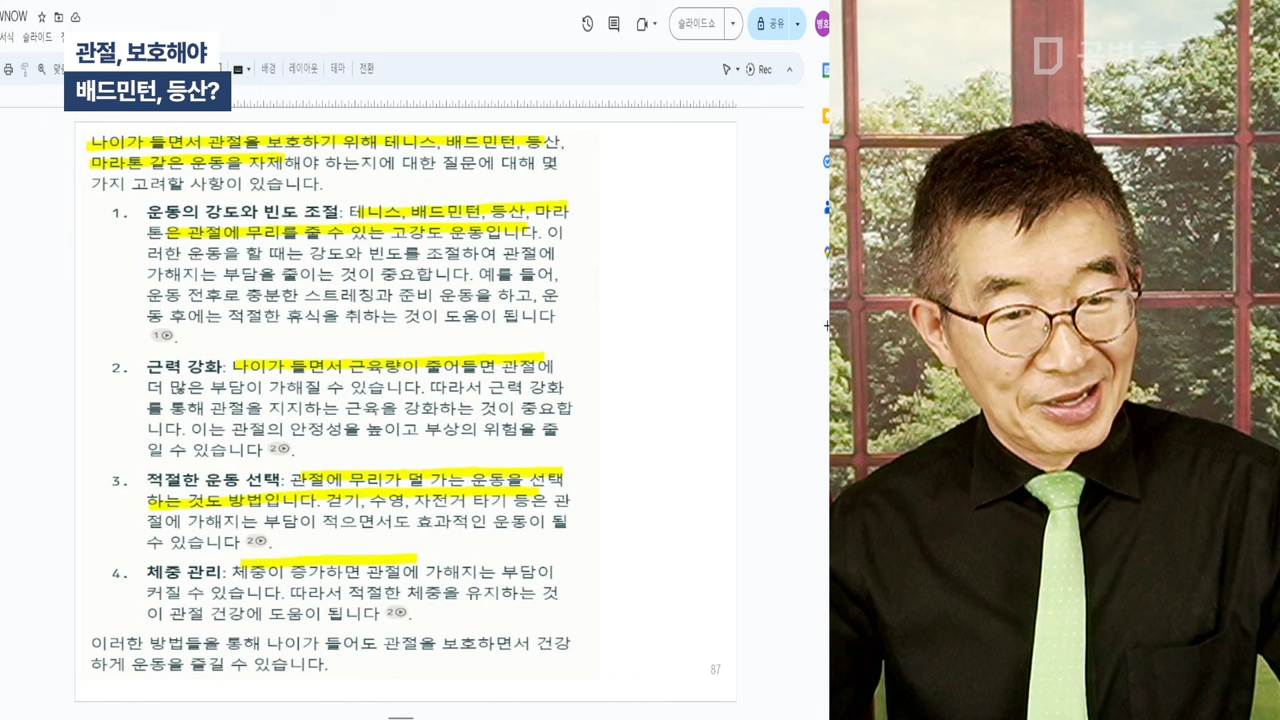 WNOW
서식 슬라이드
슬라이드쇼
공유
병호
관절, 보호해야
배드민턴, 등산?
배경 레이아웃 테마 전환
Rec
나이가 들면서 관절을 보호하기 위해 테니스, 배드민턴, 등산,
마라톤 같은 운동을 자제해야 하는지에 대한 질문에 대해 몇
가지 고려할 사항이 있습니다.
1. 운동의 강도와 빈도 조절: 테니스, 배드민턴, 등산, 마라
톤은 관절에 무리를 줄 수 있는 고강도 운동입니다. 이
러한 운동을 할 때는 강도와 빈도를 조절하여 관절에
가해지는 부담을 줄이는 것이 중요합니다. 예를 들어,
운동 전후로 충분한 스트레칭과 준비 운동을 하고, 운
동 후에는 적절한 휴식을 취하는 것이 도움이 됩니다
1.
2. 근력 강화: 나이가 들면서 근육량이 줄어들면 관절에
더 많은 부담이 가해질 수 있습니다. 따라서 근력 강화
를 통해 관절을 지지하는 근육을 강화하는 것이 중요합
니다. 이는 관절의 안정성을 높이고 부상의 위험을 줄
일 수 있습니다 2.
3. 적절한 운동 선택: 관절에 무리가 덜 가는 운동을 선택
하는 것도 방법입니다. 걷기, 수영, 자전거 타기 등은 관
절에 가해지는 부담이 적으면서도 효과적인 운동이 될
수 있습니다 2.
4. 체중 관리: 체중이 증가하면 관절에 가해지는 부담이
커질 수 있습니다. 따라서 적절한 체중을 유지하는 것
이 관절 건강에 도움이 됩니다 2.
이러한 방법들을 통해 나이가 들어도 관절을 보호하면서 건강
하게 운동을 즐길 수 있습니다.
87